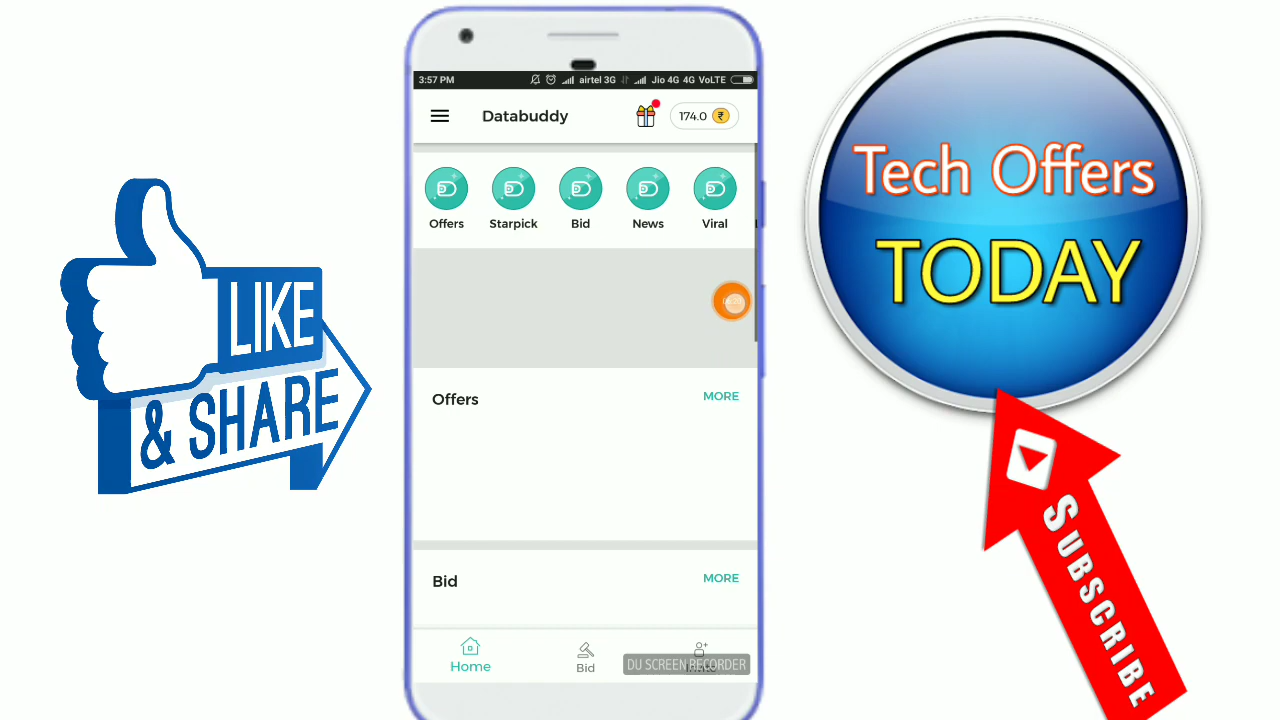 3:57 PM airtel 3G Jio 4G 4G VoLTE
Databuddy
174.0 ₹
Offers Starpick Bid News Viral
Offers MORE
Bid MORE
Home Bid
DU SCREEN RECORDER
LIKE
& SHARE
Tech Offers
TODAY
SUBSCRIBE